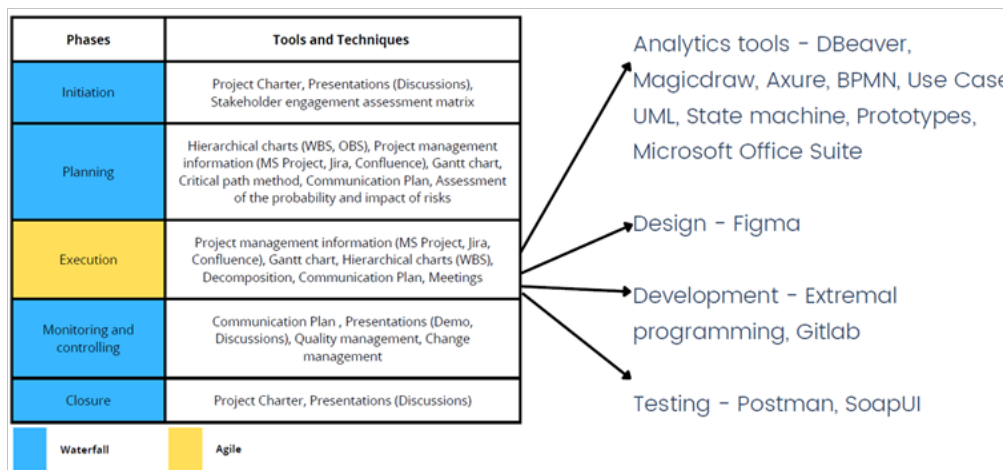 Phases
Tools and Techniques
Initiation
Project Charter, Presentations (Discussions),
Stakeholder engagement assessment matrix
Planning
Hierarchical charts (WBS, OBS), Project management
information (MS Project, Jira, Confluence), Gantt chart,
Critical path method, Communication Plan, Assessment
of the probability and impact of risks
Execution
Project management information (MS Project, Jira,
Confluence), Gantt chart, Hierarchical charts (WBS),
Decomposition, Communication Plan, Meetings
Monitoring and
controlling
Communication Plan , Presentations (Demo,
Discussions), Quality management, Change
management
Closure
Project Charter, Presentations (Discussions)
Waterfall
Agile
Analytics tools - DBeaver,
Magicdraw, Axure, BPMN, Use Case
UML, State machine, Prototypes,
Microsoft Office Suite
Design - Figma
Development - Extremal
programming, Gitlab
Testing - Postman, SoapUI